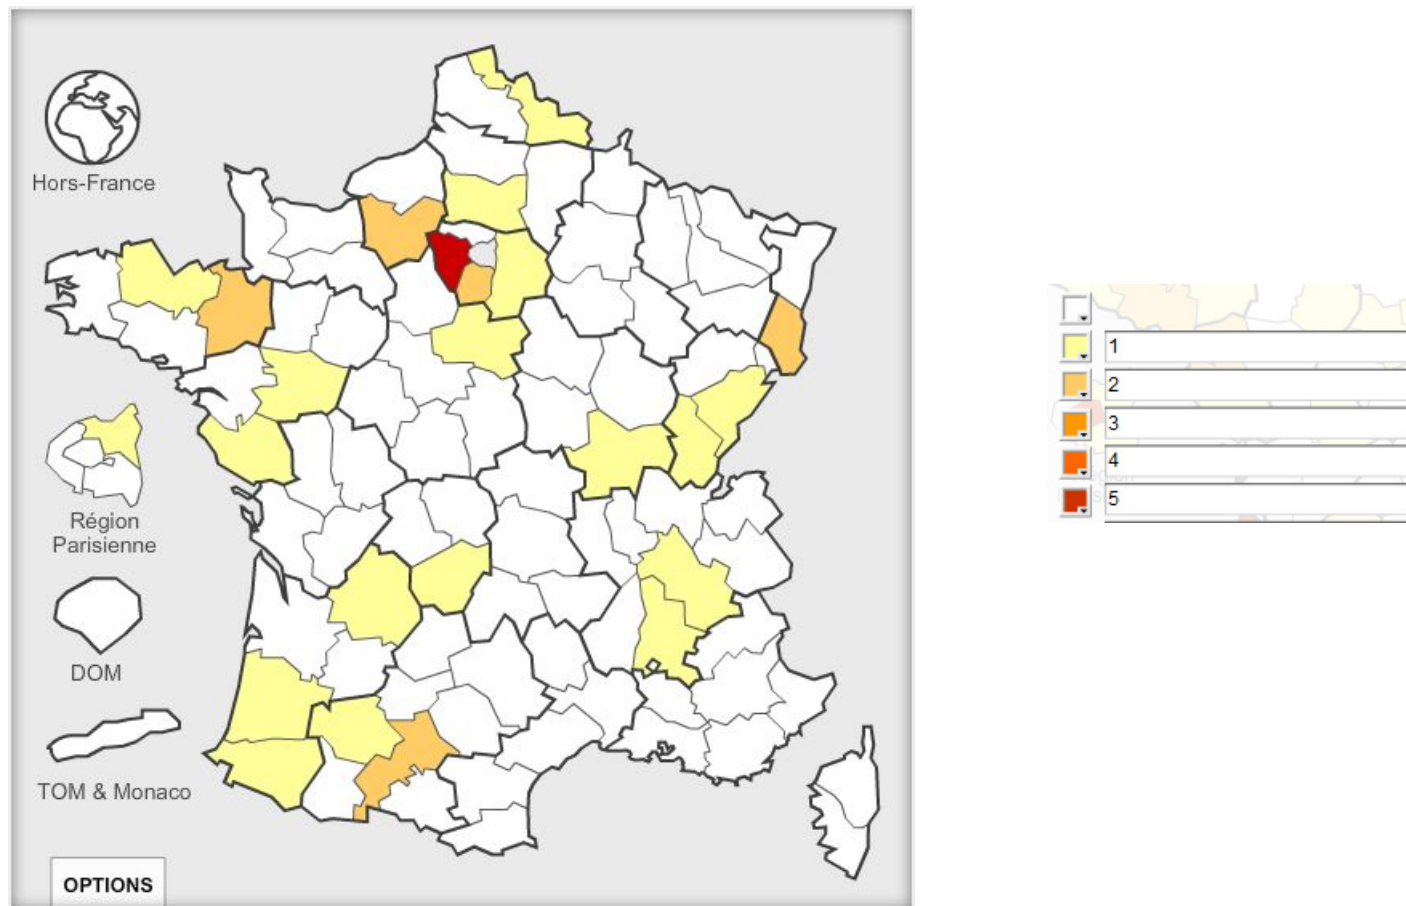 Hors-France
Région
Parisienne
DOM
TOM & Monaco
OPTIONS
1
2
3
4
5